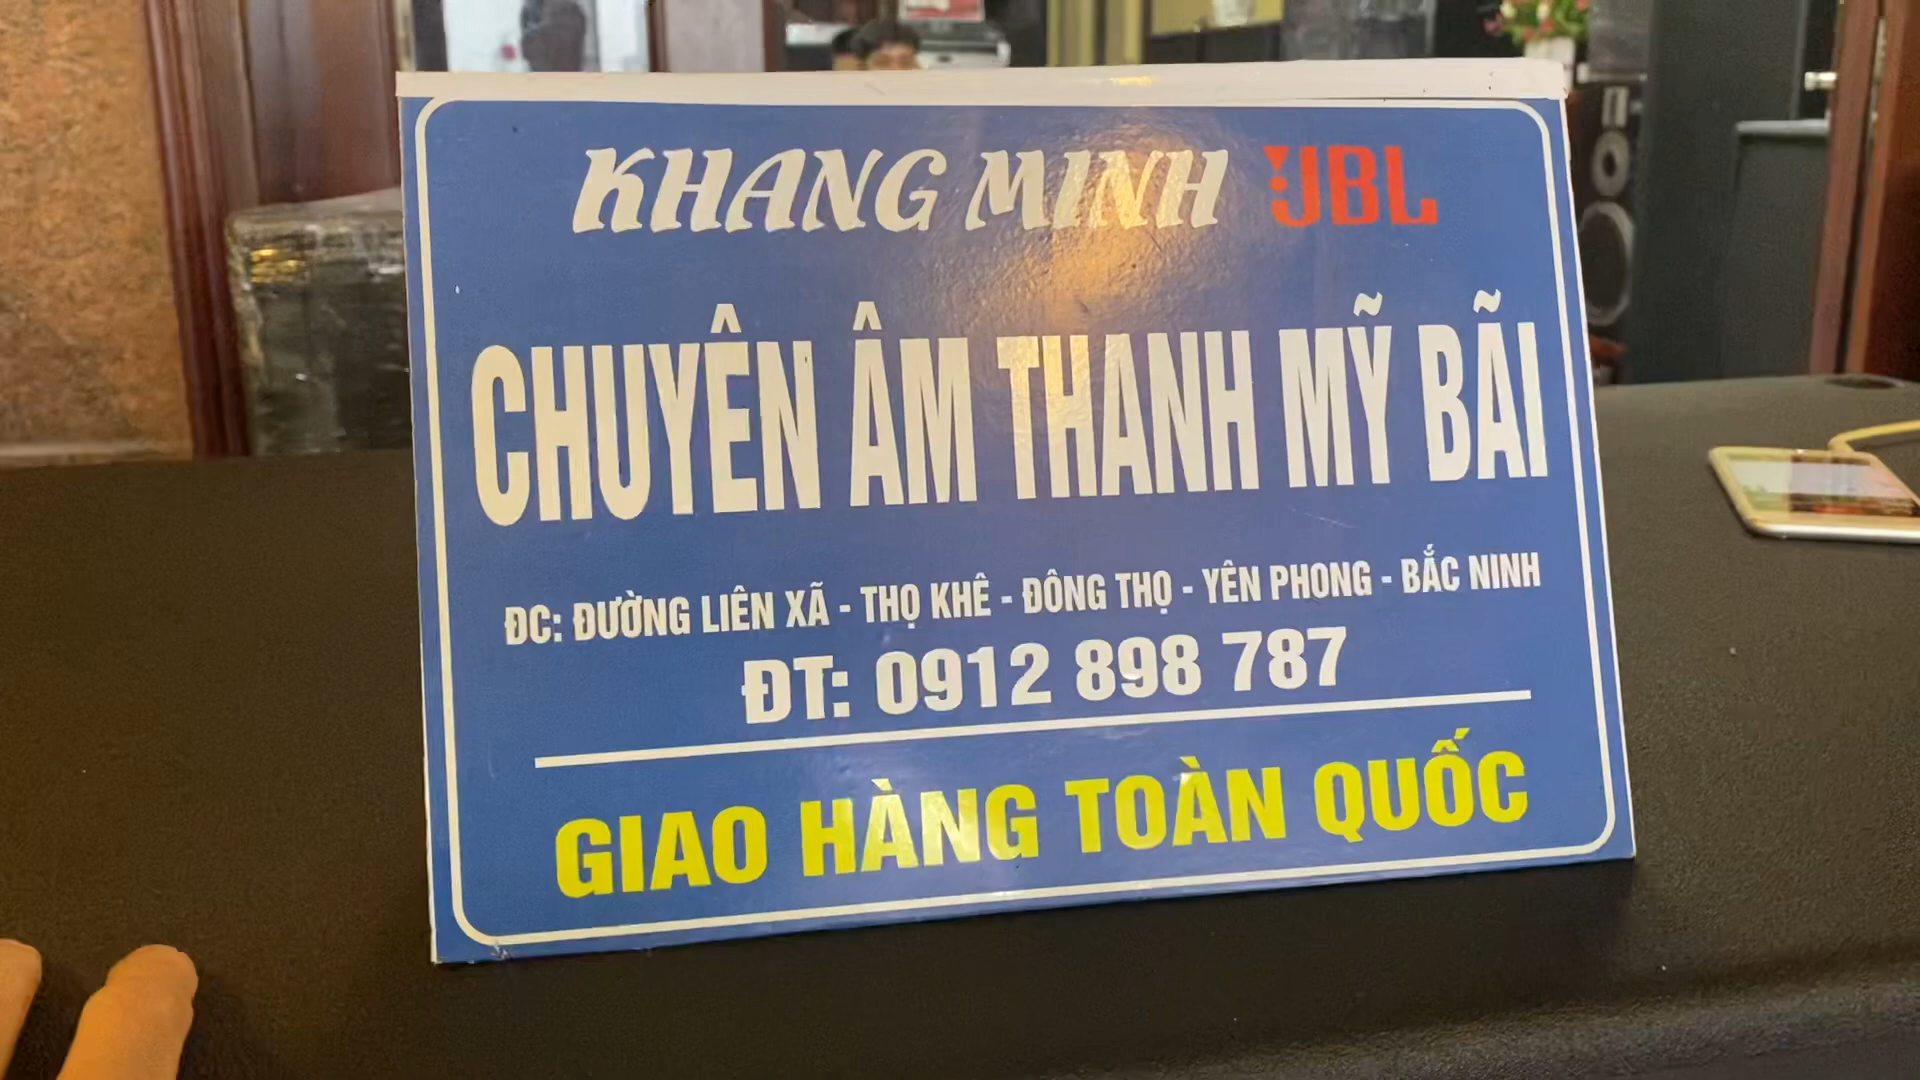 KHANG MINH JBL
CHUYÊN ÂM THANH MỸ BÃI
ĐC: ĐƯỜNG LIÊN XÃ - THỌ KHÊ - ĐÔNG THỌ - YÊN PHONG - BẮC NINH
ĐT: 0912 898 787
GIAO HÀNG TOÀN QUỐC